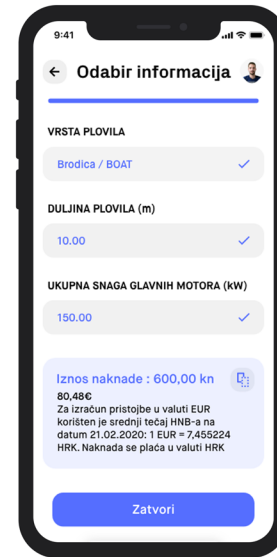 9:41
Odabir informacija
VRSTA PLOVILA
Brodica / BOAT
DULJINA PLOVILA (m)
10.00
UKUPNA SNAGA GLAVNIH MOTORA (kW)
150.00
Iznos naknade : 600,00 kn
80,48€
Za izračun pristojbe u valuti EUR
korišten je srednji tečaj HNB-a na
datum 21.02.2020: 1 EUR = 7,455224
HRK. Naknada se plaća u valuti HRK
Zatvori